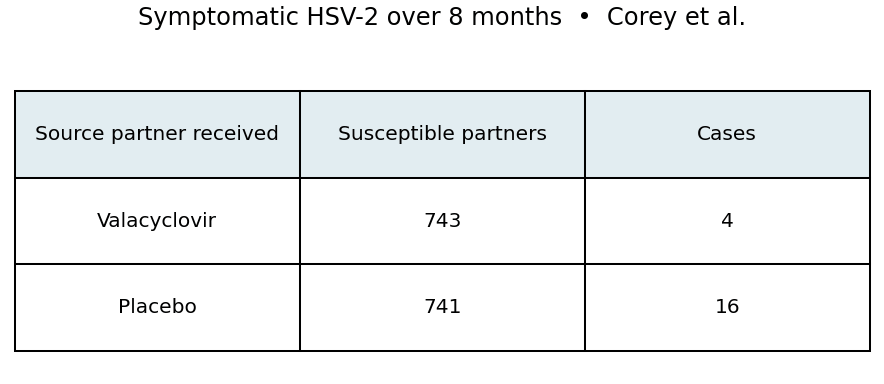 Symptomatic HSV-2 over 8 months • Corey et al.
Source partner received Susceptible partners Cases
Valacyclovir 743 4
Placebo 741 16